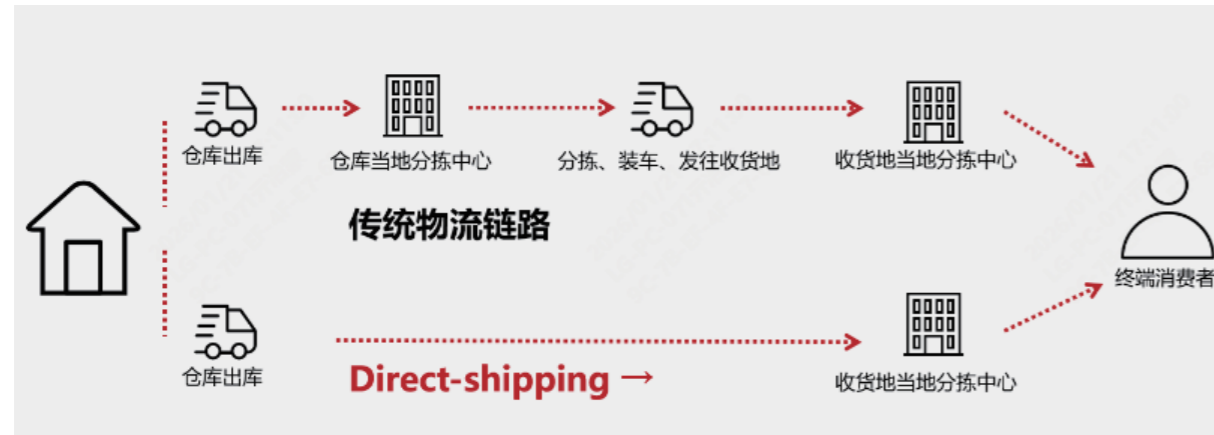 仓库出库
仓库当地分拣中心
分拣、装车、发往收货地
收货地当地分拣中心
传统物流链路
终端消费者
仓库出库
Direct-shipping →
收货地当地分拣中心